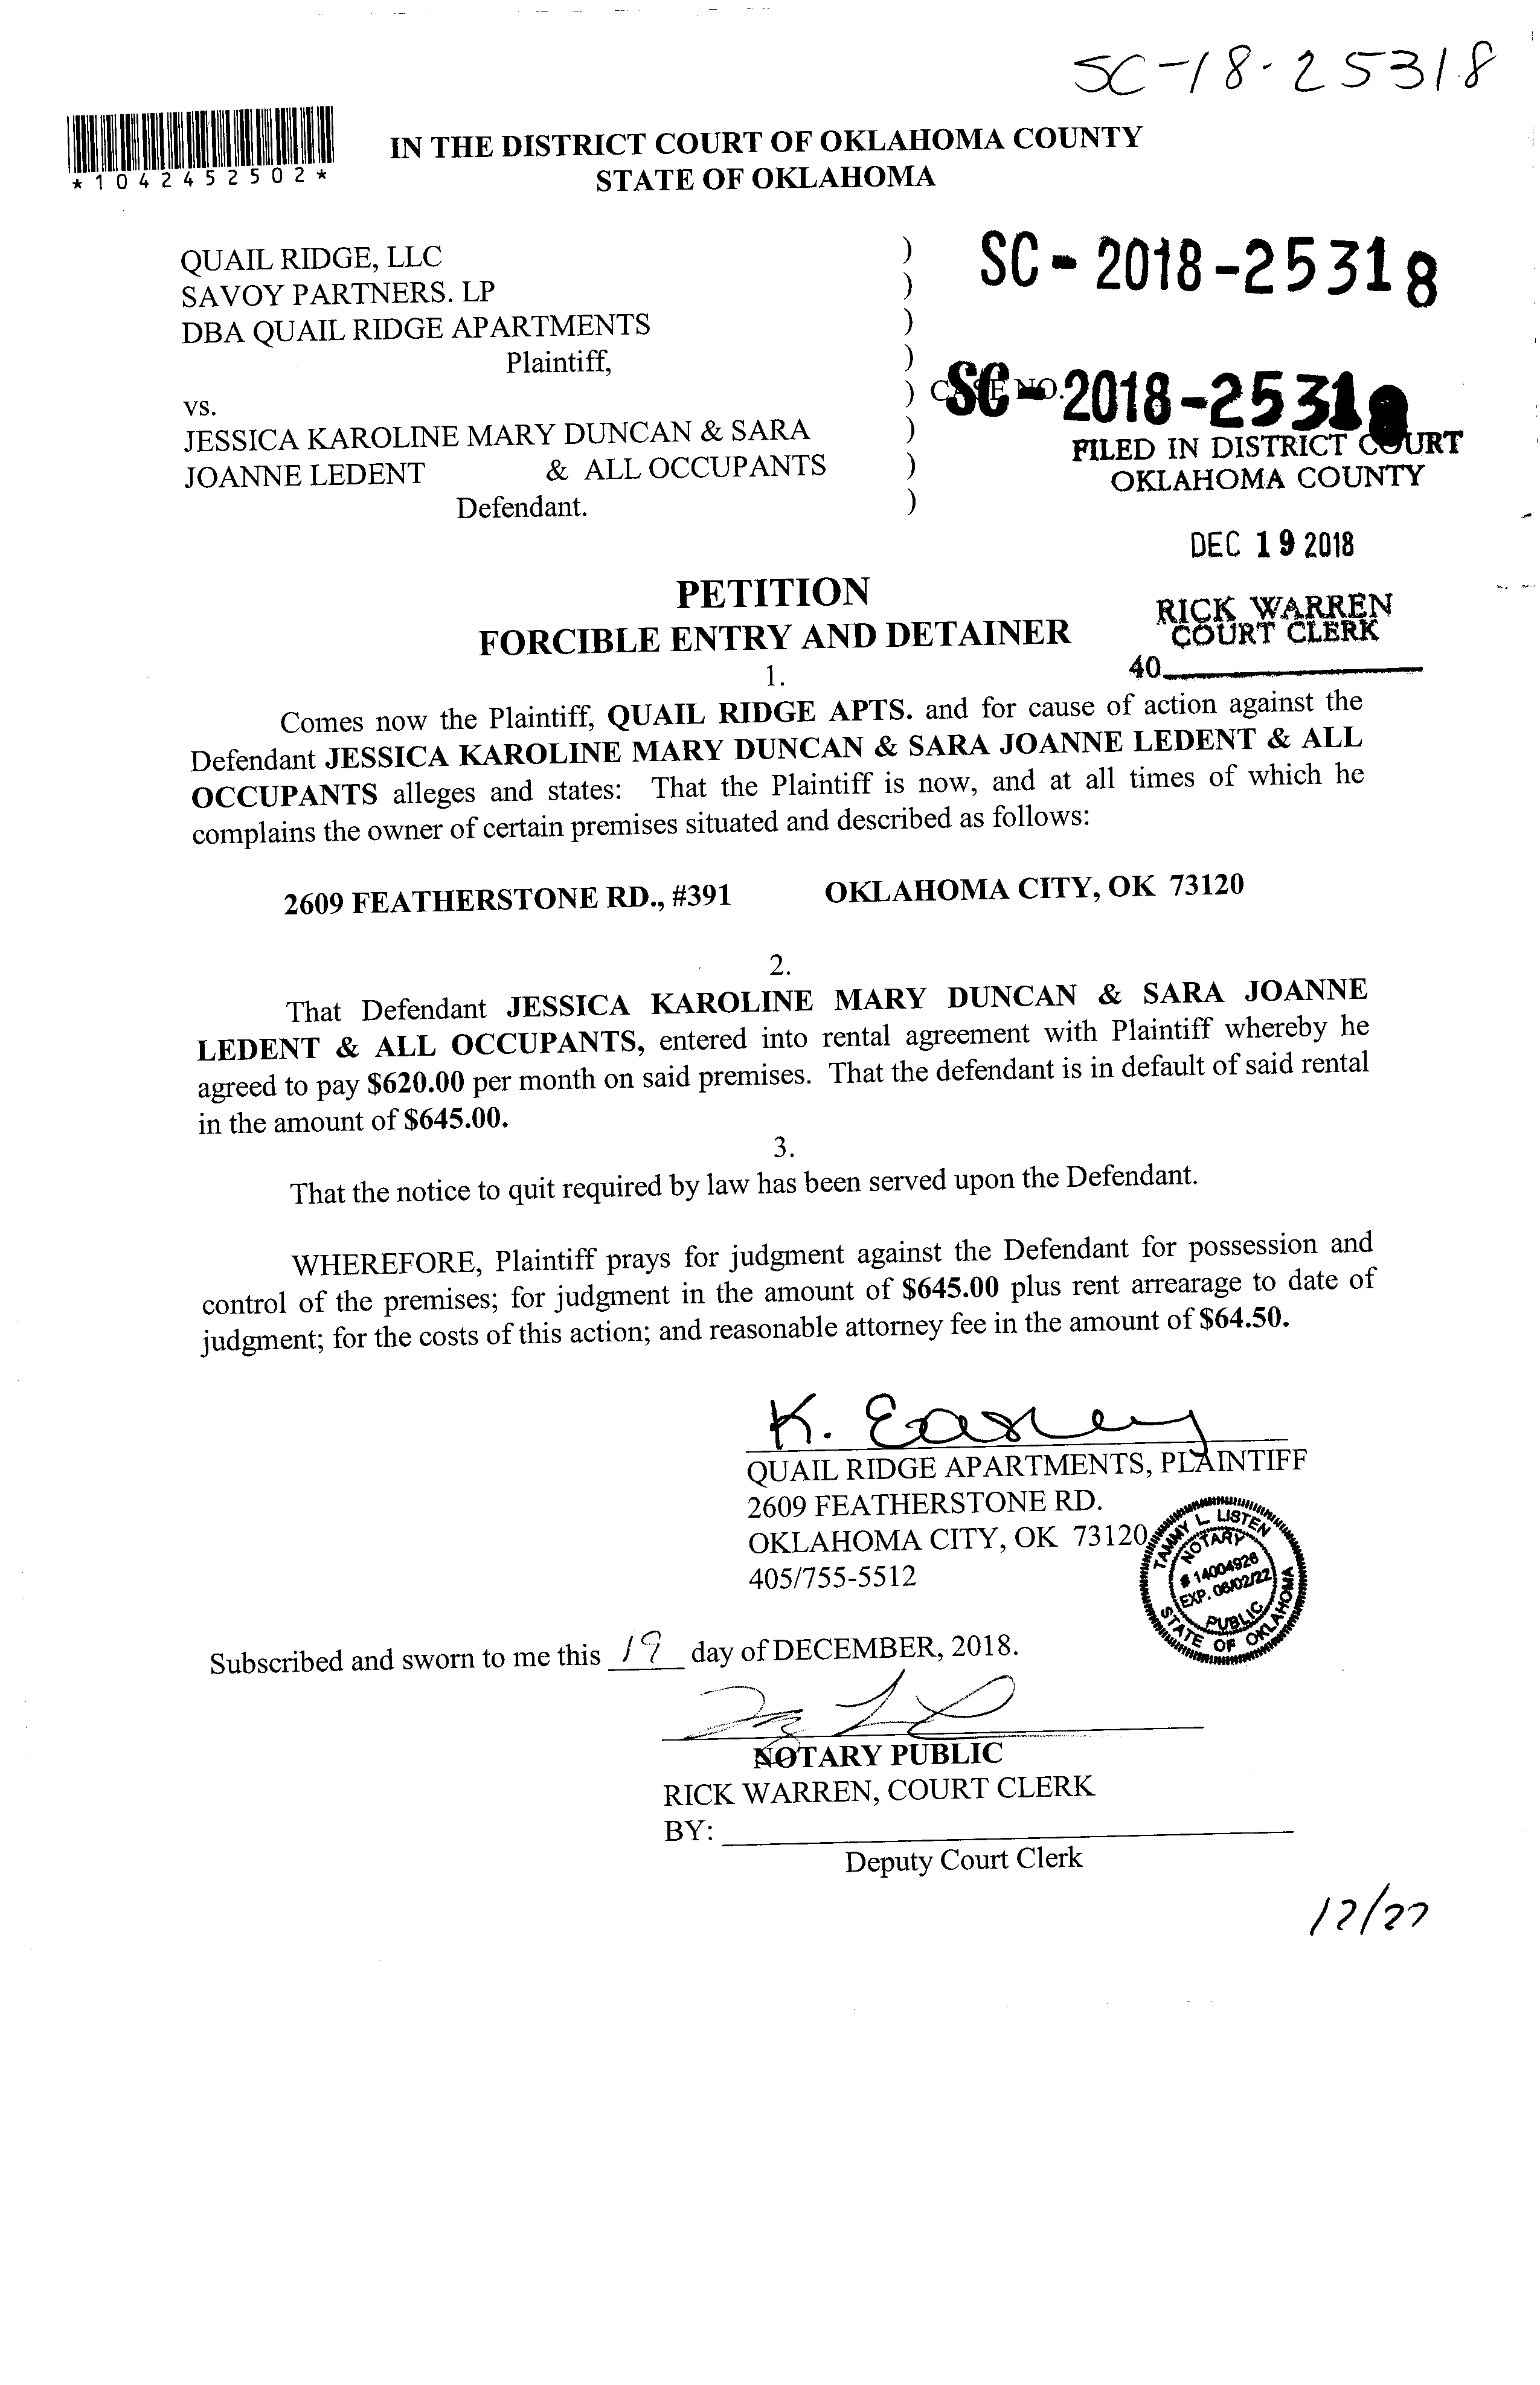 SC-18-25318
*1042452502*
IN THE DISTRICT COURT OF OKLAHOMA COUNTY
STATE OF OKLAHOMA
QUAIL RIDGE, LLC )
SAVOY PARTNERS. LP )
DBA QUAIL RIDGE APARTMENTS )
Plaintiff, )
SC-2018-25318
vs. ) CASE NO. SC-2018-25318
JESSICA KAROLINE MARY DUNCAN & SARA )
JOANNE LEDENT & ALL OCCUPANTS )
Defendant. )
FILED IN DISTRICT COURT
OKLAHOMA COUNTY
DEC 19 2018
RICK WARREN
COURT CLERK
40
PETITION
FORCIBLE ENTRY AND DETAINER
1.
Comes now the Plaintiff, QUAIL RIDGE APTS. and for cause of action against the
Defendant JESSICA KAROLINE MARY DUNCAN & SARA JOANNE LEDENT & ALL
OCCUPANTS alleges and states: That the Plaintiff is now, and at all times of which he
complains the owner of certain premises situated and described as follows:
2609 FEATHERSTONE RD., #391 OKLAHOMA CITY, OK 73120
2.
That Defendant JESSICA KAROLINE MARY DUNCAN & SARA JOANNE
LEDENT & ALL OCCUPANTS, entered into rental agreement with Plaintiff whereby he
agreed to pay $620.00 per month on said premises. That the defendant is in default of said rental
in the amount of $645.00.
3.
That the notice to quit required by law has been served upon the Defendant.
WHEREFORE, Plaintiff prays for judgment against the Defendant for possession and
control of the premises; for judgment in the amount of $645.00 plus rent arrearage to date of
judgment; for the costs of this action; and reasonable attorney fee in the amount of $64.50.
K. Easley
QUAIL RIDGE APARTMENTS, PLAINTIFF
2609 FEATHERSTONE RD.
OKLAHOMA CITY, OK 73120
405/755-5512
TAMMY L. LISTEN
NOTARY
# 14004926
EXP. 06/02/22
PUBLIC
STATE OF OKLAHOMA
Subscribed and sworn to me this 19 day of DECEMBER, 2018.
NOTARY PUBLIC
RICK WARREN, COURT CLERK
BY:
Deputy Court Clerk
12/27